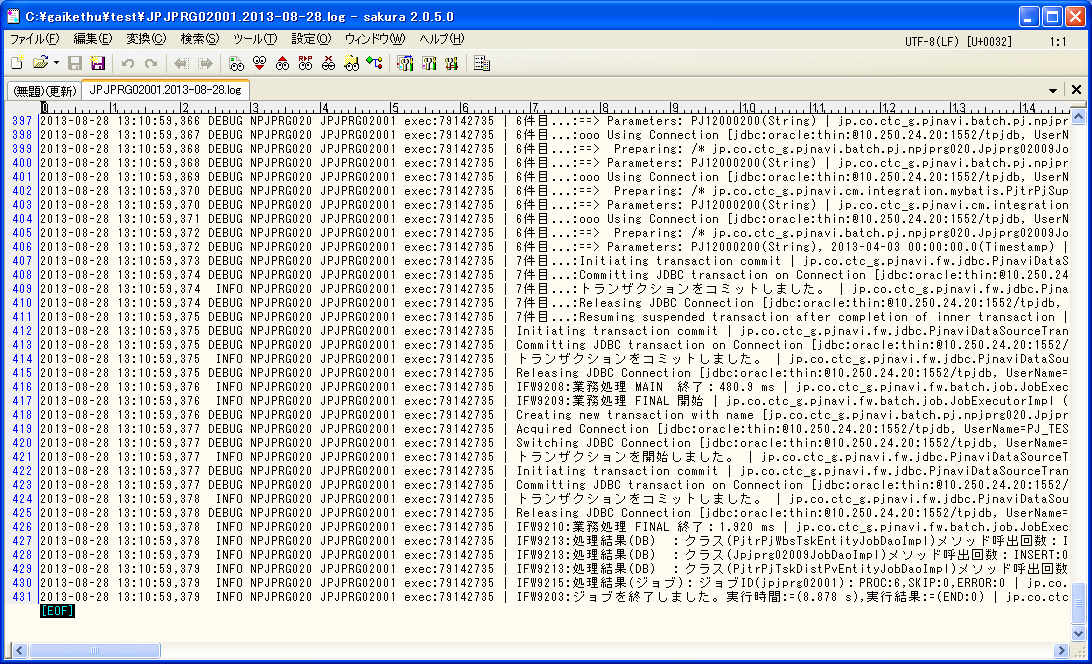 C:¥gaikethu¥test¥JPJPRG02001.2013-08-28.log - sakura 2.0.5.0
ファイル(F) 編集(E) 変換(C) 検索(S) ツール(T) 設定(O) ウィンドウ(W) ヘルプ(H) UTF-8(LF) [U+0032] 1:1
(無題)(更新) JPJPRG02001.2013-08-28.log
0 1 2 3 4 5 6 7 8 9 10 11 12 13 14
397 2013-08-28 13:10:59,366 DEBUG NPJPRG020 JPJPRG02001 exec:79142735 | 6件目...:==> Parameters: PJ12000200(String) | jp.co.ctc_g.pjnavi.batch.pj.npjprg
398 2013-08-28 13:10:59,367 DEBUG NPJPRG020 JPJPRG02001 exec:79142735 | 6件目...:ooo Using Connection [jdbc:oracle:thin:@10.250.24.20:1552/tpjdb, UserN
399 2013-08-28 13:10:59,368 DEBUG NPJPRG020 JPJPRG02001 exec:79142735 | 6件目...:==>  Preparing: /* jp.co.ctc_g.pjnavi.batch.pj.npjprg020.Jpjprg02009Jo
400 2013-08-28 13:10:59,368 DEBUG NPJPRG020 JPJPRG02001 exec:79142735 | 6件目...:==> Parameters: PJ12000200(String) | jp.co.ctc_g.pjnavi.batch.pj.npjprg
401 2013-08-28 13:10:59,369 DEBUG NPJPRG020 JPJPRG02001 exec:79142735 | 6件目...:ooo Using Connection [jdbc:oracle:thin:@10.250.24.20:1552/tpjdb, UserN
402 2013-08-28 13:10:59,370 DEBUG NPJPRG020 JPJPRG02001 exec:79142735 | 6件目...:==>  Preparing: /* jp.co.ctc_g.pjnavi.cm.integration.mybatis.PjtrPjSup
403 2013-08-28 13:10:59,370 DEBUG NPJPRG020 JPJPRG02001 exec:79142735 | 6件目...:==> Parameters: PJ12000200(String) | jp.co.ctc_g.pjnavi.cm.integration
404 2013-08-28 13:10:59,371 DEBUG NPJPRG020 JPJPRG02001 exec:79142735 | 6件目...:ooo Using Connection [jdbc:oracle:thin:@10.250.24.20:1552/tpjdb, UserN
405 2013-08-28 13:10:59,372 DEBUG NPJPRG020 JPJPRG02001 exec:79142735 | 6件目...:==>  Preparing: /* jp.co.ctc_g.pjnavi.batch.pj.npjprg020.Jpjprg02009Jo
406 2013-08-28 13:10:59,372 DEBUG NPJPRG020 JPJPRG02001 exec:79142735 | 6件目...:==> Parameters: PJ12000200(String), 2013-04-03 00:00:00.0(Timestamp) |
407 2013-08-28 13:10:59,373 DEBUG NPJPRG020 JPJPRG02001 exec:79142735 | 7件目...:Initiating transaction commit | jp.co.ctc_g.pjnavi.fw.jdbc.PjnaviDataS
408 2013-08-28 13:10:59,374 DEBUG NPJPRG020 JPJPRG02001 exec:79142735 | 7件目...:Committing JDBC transaction on Connection [jdbc:oracle:thin:@10.250.24
409 2013-08-28 13:10:59,374  INFO NPJPRG020 JPJPRG02001 exec:79142735 | 7件目...:トランザクションをコミットしました。 | jp.co.ctc_g.pjnavi.fw.jdbc.Pjna
410 2013-08-28 13:10:59,374 DEBUG NPJPRG020 JPJPRG02001 exec:79142735 | 7件目...:Releasing JDBC Connection [jdbc:oracle:thin:@10.250.24.20:1552/tpjdb,
411 2013-08-28 13:10:59,375 DEBUG NPJPRG020 JPJPRG02001 exec:79142735 | 7件目...:Resuming suspended transaction after completion of inner transaction |
412 2013-08-28 13:10:59,375 DEBUG NPJPRG020 JPJPRG02001 exec:79142735 | Initiating transaction commit | jp.co.ctc_g.pjnavi.fw.jdbc.PjnaviDataSourceTran
413 2013-08-28 13:10:59,375 DEBUG NPJPRG020 JPJPRG02001 exec:79142735 | Committing JDBC transaction on Connection [jdbc:oracle:thin:@10.250.24.20:1552/
414 2013-08-28 13:10:59,375  INFO NPJPRG020 JPJPRG02001 exec:79142735 | トランザクションをコミットしました。 | jp.co.ctc_g.pjnavi.fw.jdbc.PjnaviDataSou
415 2013-08-28 13:10:59,375 DEBUG NPJPRG020 JPJPRG02001 exec:79142735 | Releasing JDBC Connection [jdbc:oracle:thin:@10.250.24.20:1552/tpjdb, UserName=
416 2013-08-28 13:10:59,376  INFO NPJPRG020 JPJPRG02001 exec:79142735 | IFW9208:業務処理 MAIN  終了：480.9 ms | jp.co.ctc_g.pjnavi.fw.batch.job.JobExec
417 2013-08-28 13:10:59,376  INFO NPJPRG020 JPJPRG02001 exec:79142735 | IFW9209:業務処理 FINAL 開始 | jp.co.ctc_g.pjnavi.fw.batch.job.JobExecutorImpl (
418 2013-08-28 13:10:59,376 DEBUG NPJPRG020 JPJPRG02001 exec:79142735 | Creating new transaction with name [jp.co.ctc_g.pjnavi.batch.pj.npjprg020.Jpjpr
419 2013-08-28 13:10:59,377 DEBUG NPJPRG020 JPJPRG02001 exec:79142735 | Acquired Connection [jdbc:oracle:thin:@10.250.24.20:1552/tpjdb, UserName=PJ_TES
420 2013-08-28 13:10:59,377 DEBUG NPJPRG020 JPJPRG02001 exec:79142735 | Switching JDBC Connection [jdbc:oracle:thin:@10.250.24.20:1552/tpjdb, UserName=
421 2013-08-28 13:10:59,377  INFO NPJPRG020 JPJPRG02001 exec:79142735 | トランザクションを開始しました。 | jp.co.ctc_g.pjnavi.fw.jdbc.PjnaviDataSourceT
422 2013-08-28 13:10:59,377 DEBUG NPJPRG020 JPJPRG02001 exec:79142735 | Initiating transaction commit | jp.co.ctc_g.pjnavi.fw.jdbc.PjnaviDataSourceTran
423 2013-08-28 13:10:59,377 DEBUG NPJPRG020 JPJPRG02001 exec:79142735 | Committing JDBC transaction on Connection [jdbc:oracle:thin:@10.250.24.20:1552/
424 2013-08-28 13:10:59,378  INFO NPJPRG020 JPJPRG02001 exec:79142735 | トランザクションをコミットしました。 | jp.co.ctc_g.pjnavi.fw.jdbc.PjnaviDataSou
425 2013-08-28 13:10:59,378 DEBUG NPJPRG020 JPJPRG02001 exec:79142735 | Releasing JDBC Connection [jdbc:oracle:thin:@10.250.24.20:1552/tpjdb, UserName=
426 2013-08-28 13:10:59,378  INFO NPJPRG020 JPJPRG02001 exec:79142735 | IFW9210:業務処理 FINAL 終了：1.920 ms | jp.co.ctc_g.pjnavi.fw.batch.job.JobExec
427 2013-08-28 13:10:59,378  INFO NPJPRG020 JPJPRG02001 exec:79142735 | IFW9213:処理結果(DB)  ：クラス(PjtrPjWbsTskEntityJobDaoImpl)メソッド呼出回数：I
428 2013-08-28 13:10:59,379  INFO NPJPRG020 JPJPRG02001 exec:79142735 | IFW9213:処理結果(DB)  ：クラス(Jpjprg02009JobDaoImpl)メソッド呼出回数：INSERT:0
429 2013-08-28 13:10:59,379  INFO NPJPRG020 JPJPRG02001 exec:79142735 | IFW9213:処理結果(DB)  ：クラス(PjtrPjTskDistPvEntityJobDaoImpl)メソッド呼出回数
430 2013-08-28 13:10:59,379  INFO NPJPRG020 JPJPRG02001 exec:79142735 | IFW9215:処理結果(ジョブ)：ジョブID(jpjprg02001)：PROC:6,SKIP:0,ERROR:0 | jp.co.
431 2013-08-28 13:10:59,379  INFO NPJPRG020 JPJPRG02001 exec:79142735 | IFW9203:ジョブを終了しました。実行時間:=(8.878 s),実行結果:=(END:0) | jp.co.ctc
[EOF]